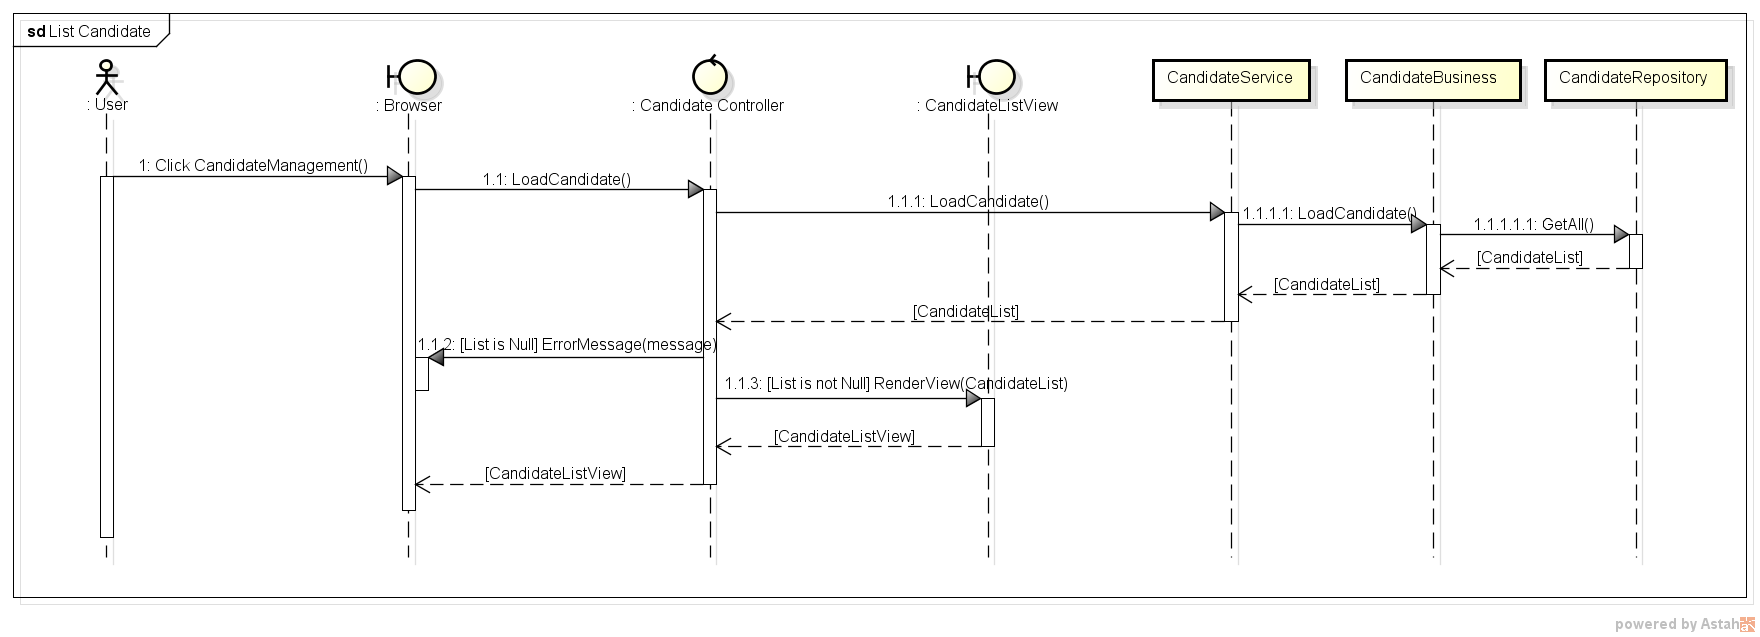 sd List Candidate
: User
: Browser
: Candidate Controller
: CandidateListView
CandidateService
CandidateBusiness
CandidateRepository
1: Click CandidateManagement()
1.1: LoadCandidate()
1.1.1: LoadCandidate()
1.1.1.1: LoadCandidate()
1.1.1.1.1: GetAll()
[CandidateList]
[CandidateList]
[CandidateList]
1.1.2: [List is Null] ErrorMessage(message)
1.1.3: [List is not Null] RenderView(CandidateList)
[CandidateListView]
[CandidateListView]
powered by Astah